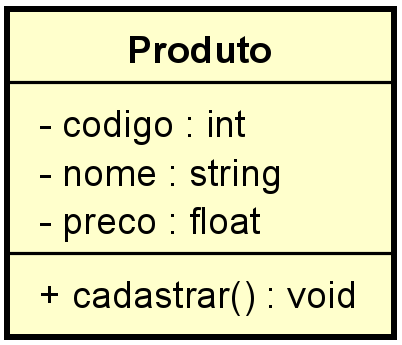 Produto
- codigo : int
- nome : string
- preco : float
+ cadastrar() : void